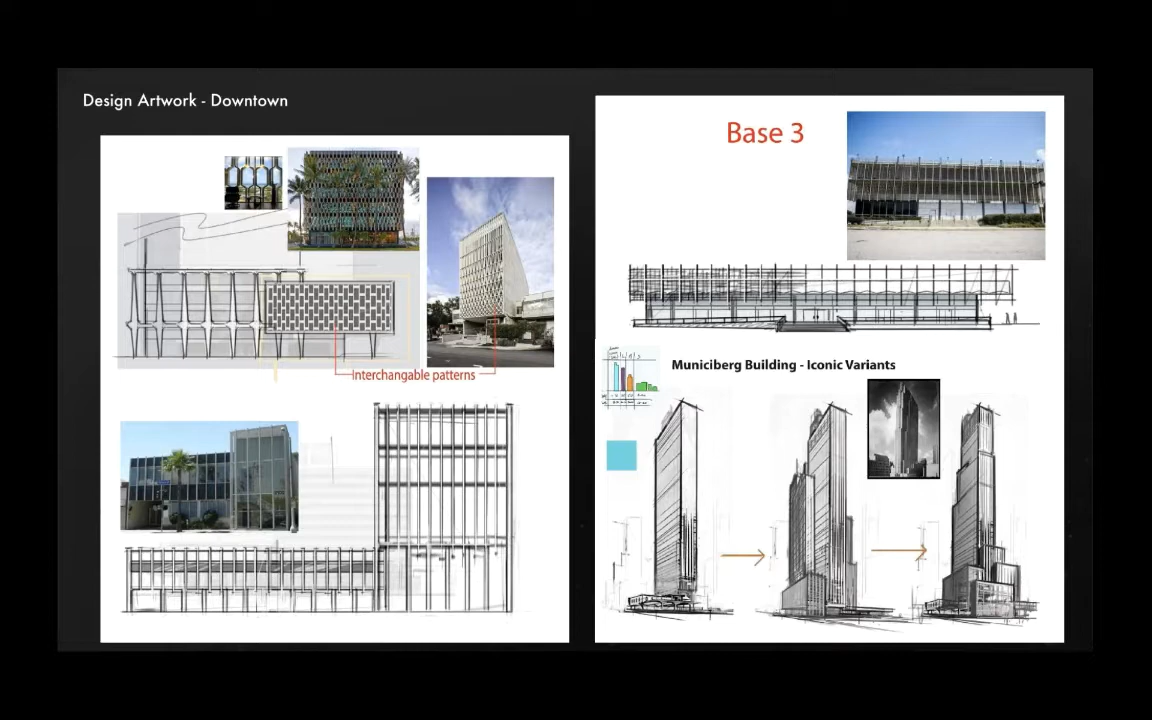 Design Artwork - Downtown
Interchangable patterns
Base 3
Municiberg Building - Iconic Variants